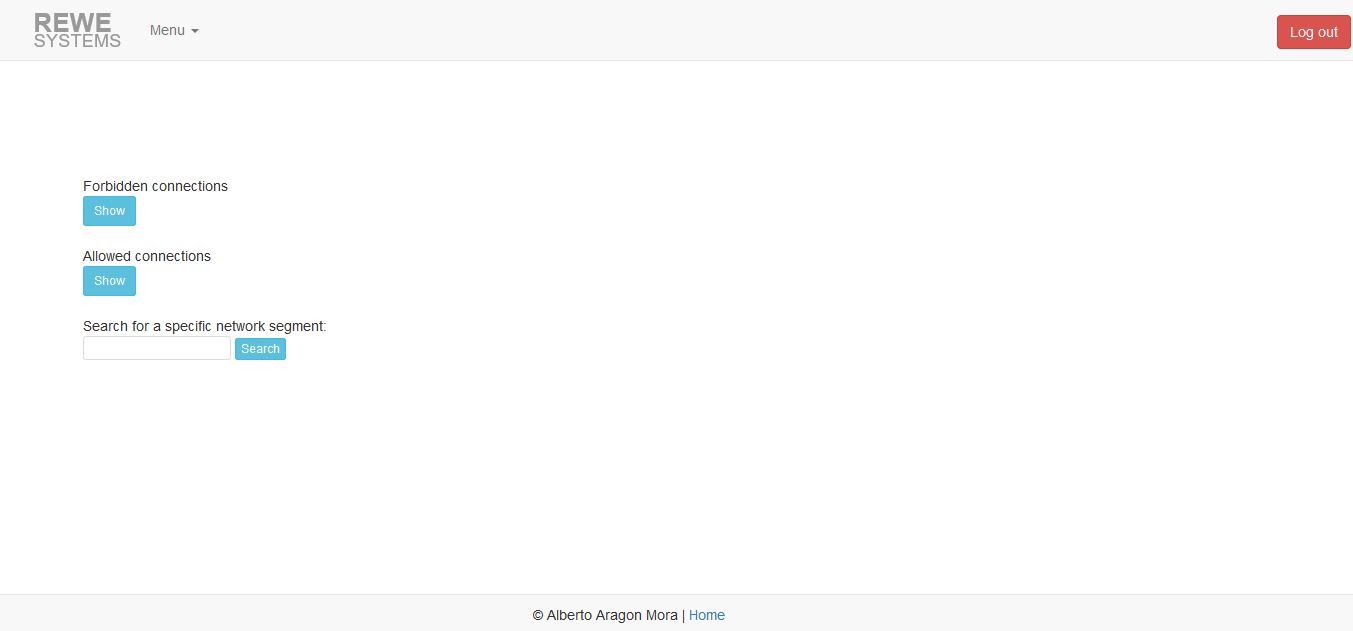 REWE
SYSTEMS
Menu
Log out
Forbidden connections
Show
Allowed connections
Show
Search for a specific network segment:
Search
© Alberto Aragon Mora | Home